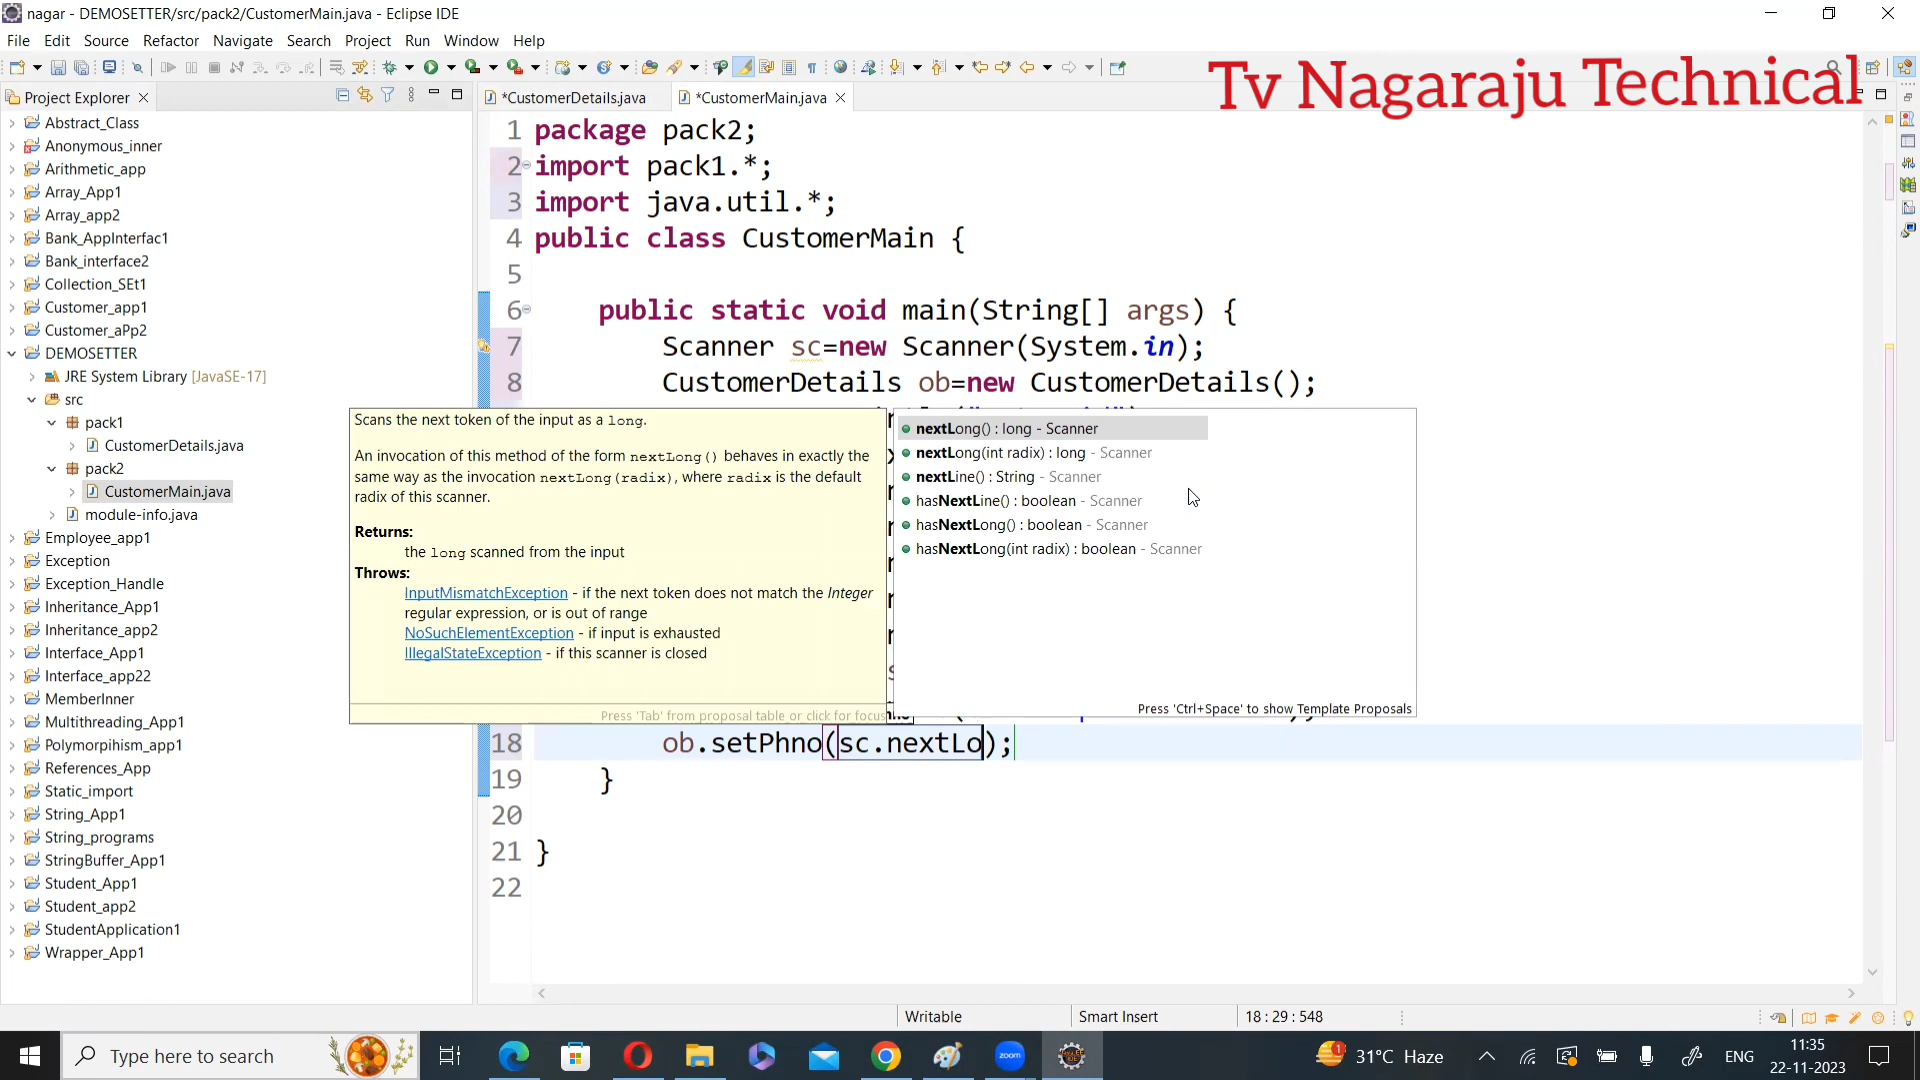 nagar - DEMOSETTER/src/pack2/CustomerMain.java - Eclipse IDE
File Edit Source Refactor Navigate Search Project Run Window Help
Tv Nagaraju Technical
Project Explorer
*CustomerDetails.java
*CustomerMain.java
Abstract_Class
Anonymous_inner
Arithmetic_app
Array_App1
Array_app2
Bank_AppInterfac1
Bank_interface2
Collection_SEt1
Customer_app1
Customer_aPp2
DEMOSETTER
JRE System Library [JavaSE-17]
src
pack1
CustomerDetails.java
pack2
CustomerMain.java
module-info.java
Employee_app1
Exception
Exception_Handle
Inheritance_App1
Inheritance_app2
Interface_App1
Interface_app22
MemberInner
Multithreading_App1
Polymorpihism_app1
References_App
Static_import
String_App1
String_programs
StringBuffer_App1
Student_App1
Student_app2
StudentApplication1
Wrapper_App1
1 package pack2;
2 import pack1.*;
3 import java.util.*;
4 public class CustomerMain {
5
6 public static void main(String[] args) {
7 Scanner sc=new Scanner(System.in);
8 CustomerDetails ob=new CustomerDetails();
Scans the next token of the input as a long.
An invocation of this method of the form nextLong() behaves in exactly the
same way as the invocation nextLong(radix), where radix is the default
radix of this scanner.
Returns:
the long scanned from the input
Throws:
InputMismatchException - if the next token does not match the Integer
regular expression, or is out of range
NoSuchElementException - if input is exhausted
IllegalStateException - if this scanner is closed
Press 'Tab' from proposal table or click for focus
nextLong() : long - Scanner
nextLong(int radix) : long - Scanner
nextLine() : String - Scanner
hasNextLine() : boolean - Scanner
hasNextLong() : boolean - Scanner
hasNextLong(int radix) : boolean - Scanner
Press 'Ctrl+Space' to show Template Proposals
18 ob.setPhno(sc.nextLo);
19 }
20
21 }
22
Writable
Smart Insert
18 : 29 : 548
Type here to search
zoom
1
31°C Haze
ENG
11:35
22-11-2023